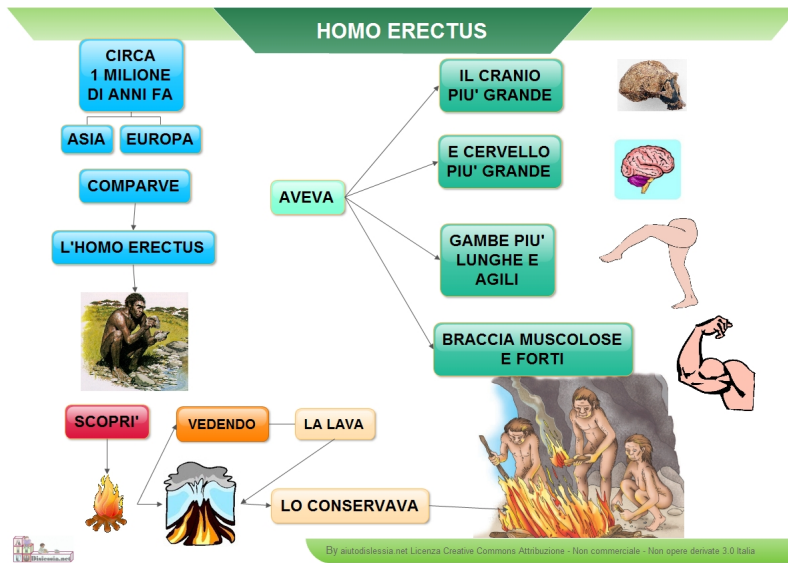 HOMO ERECTUS
CIRCA
1 MILIONE
DI ANNI FA
ASIA
EUROPA
COMPARVE
L'HOMO ERECTUS
AVEVA
IL CRANIO
PIU' GRANDE
E CERVELLO
PIU' GRANDE
GAMBE PIU'
LUNGHE E
AGILI
BRACCIA MUSCOLOSE
E FORTI
SCOPRI'
VEDENDO
LA LAVA
LO CONSERVAVA
By aiutodislessia.net Licenza Creative Commons Attribuzione - Non commerciale - Non opere derivate 3.0 Italia